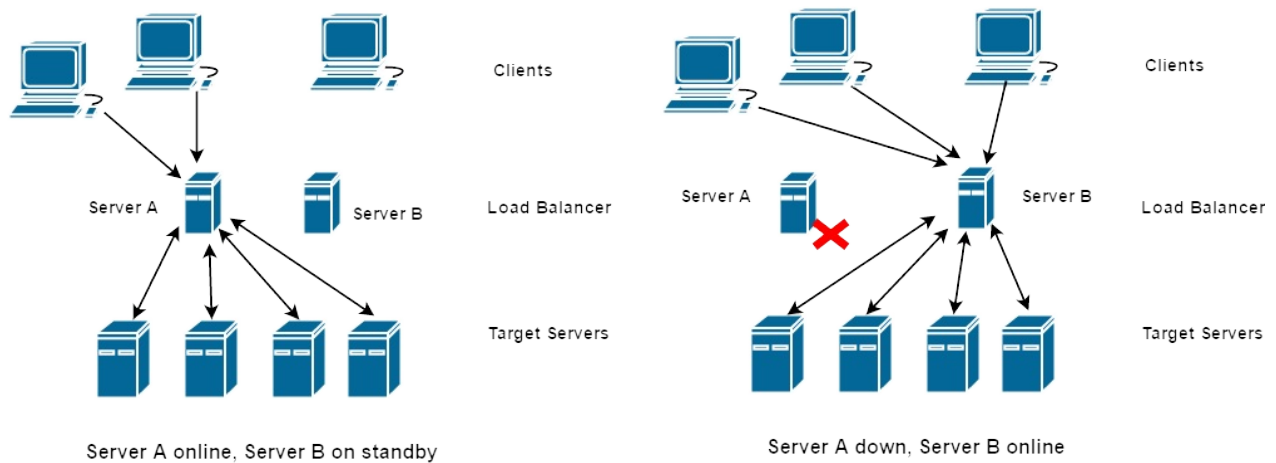 Clients
Server A
Server B
Load Balancer
Target Servers
Server A online, Server B on standby
Clients
Server A
Server B
Load Balancer
Target Servers
Server A down, Server B online